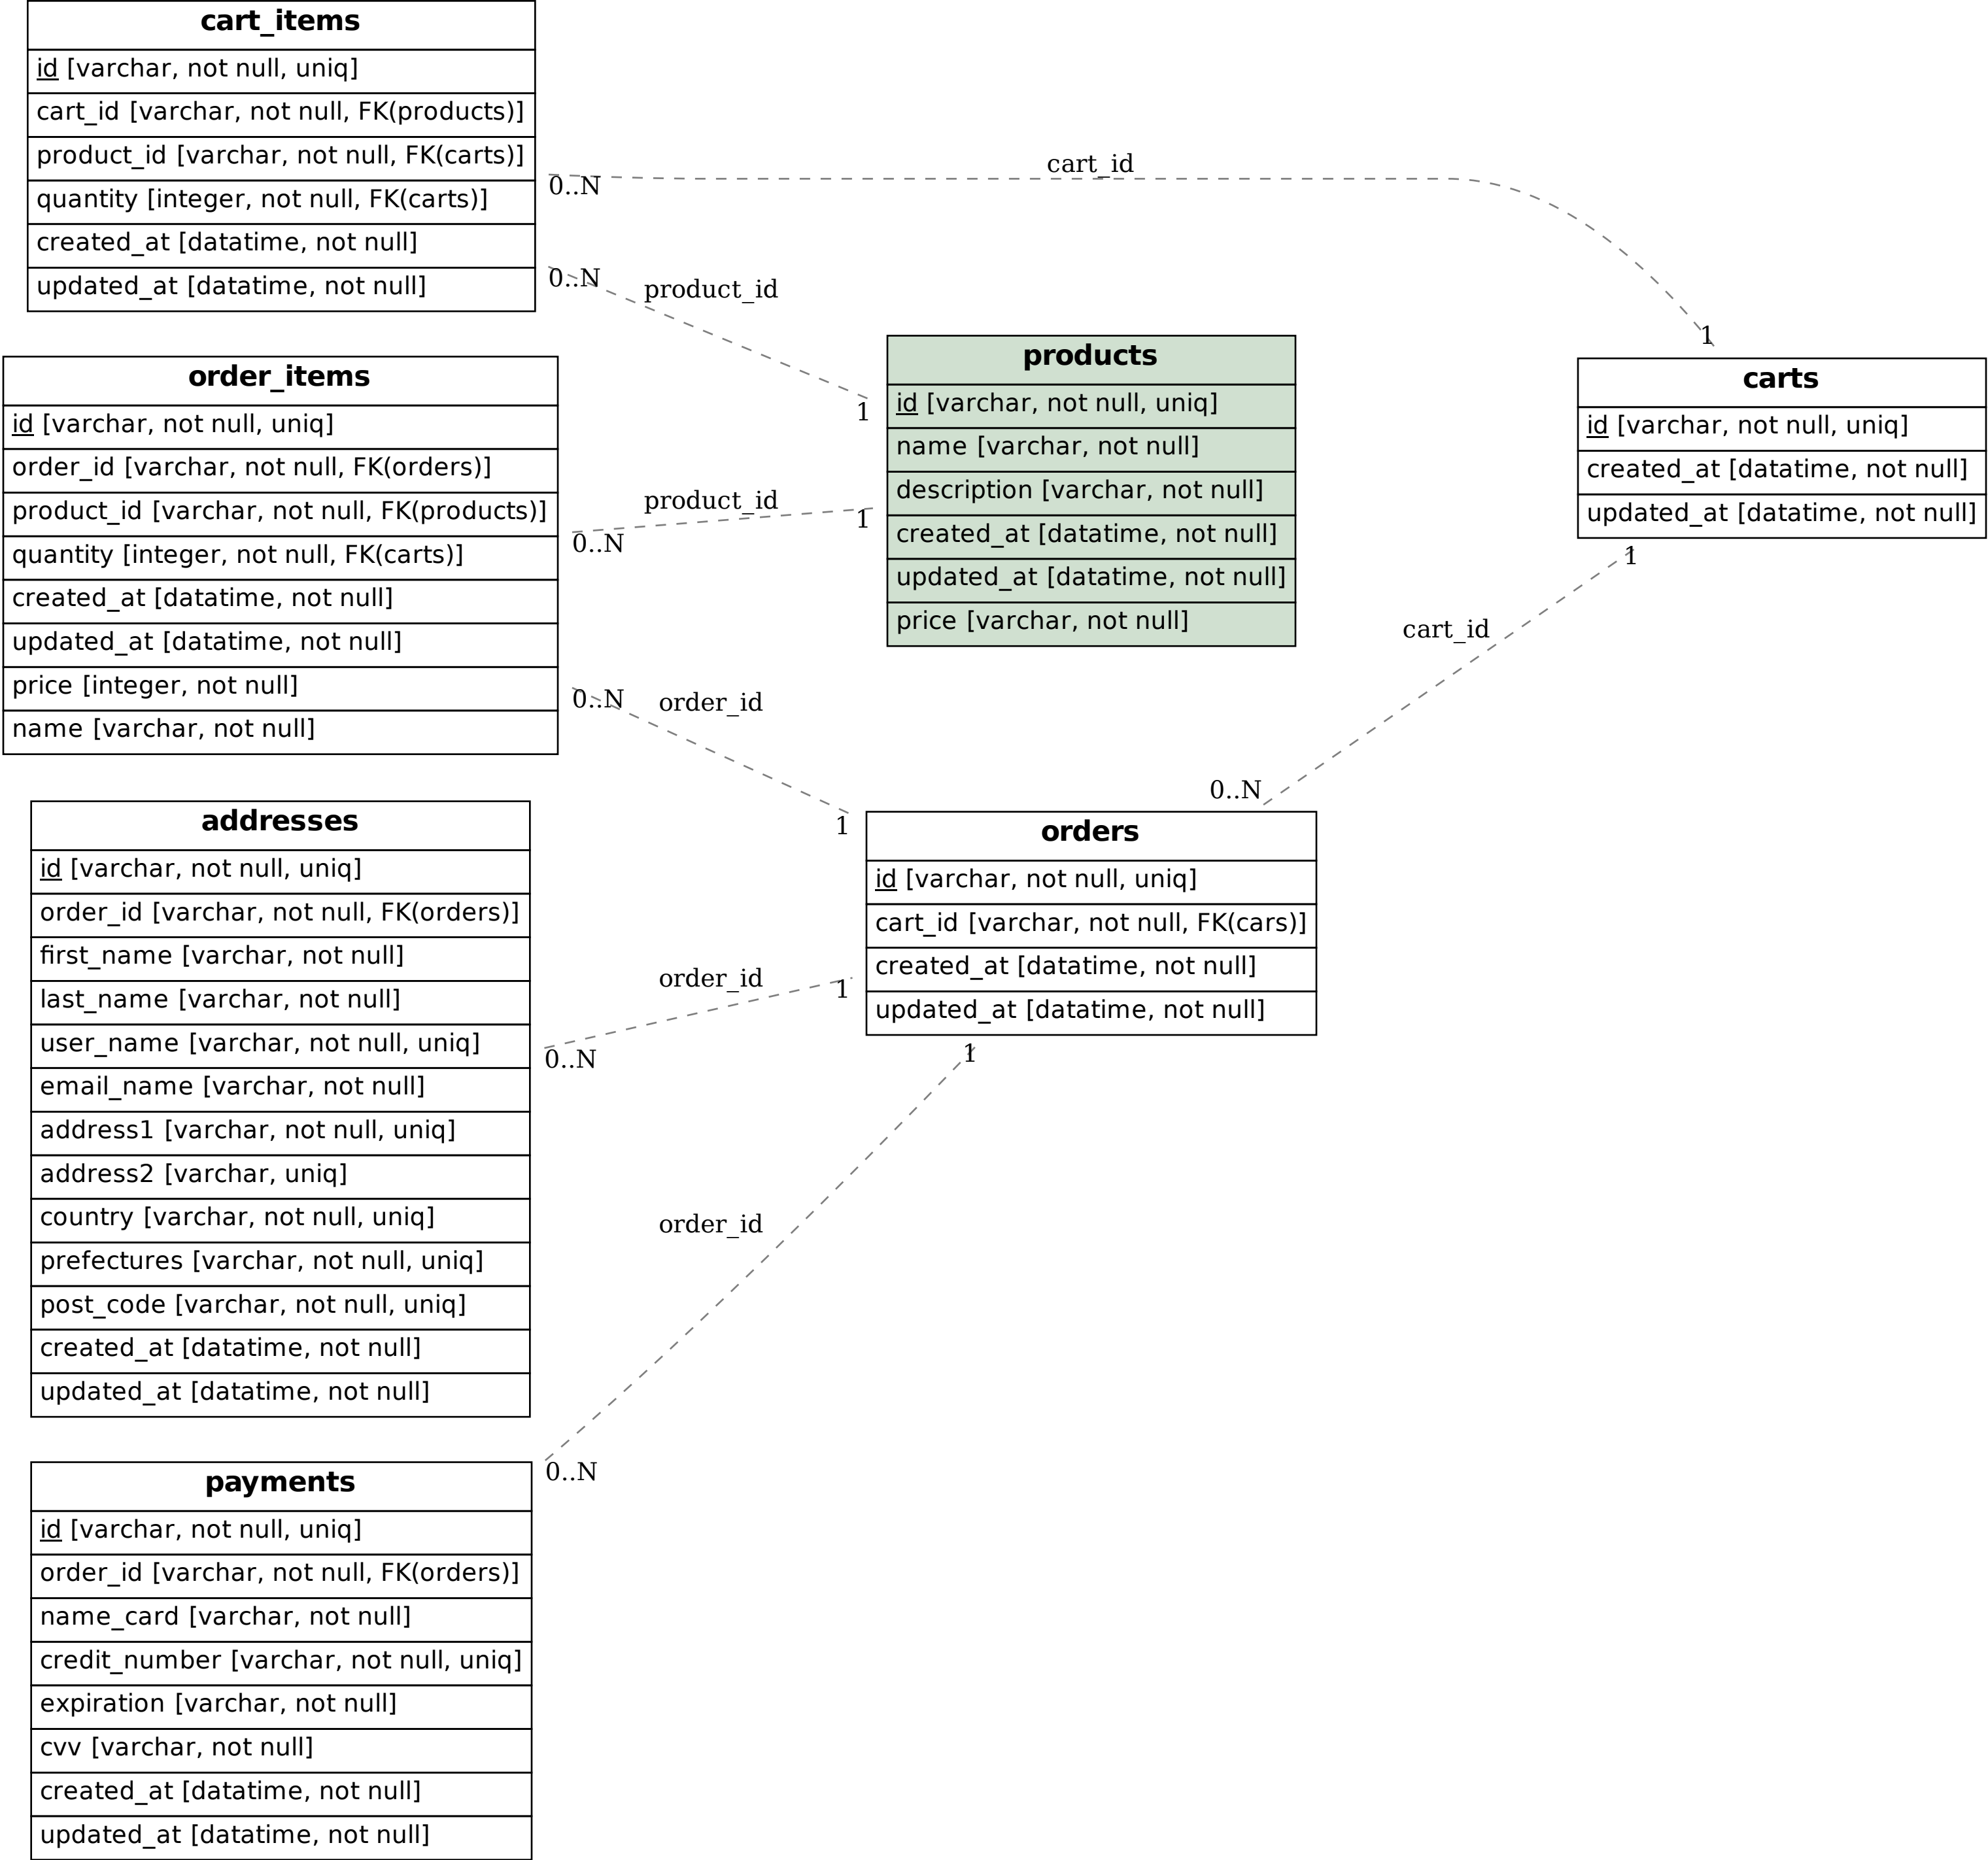 cart_items
id [varchar, not null, uniq]
cart_id [varchar, not null, FK(products)]
product_id [varchar, not null, FK(carts)]
quantity [integer, not null, FK(carts)]
created_at [datatime, not null]
updated_at [datatime, not null]
0..N
cart_id
1
0..N
product_id
1
order_items
id [varchar, not null, uniq]
order_id [varchar, not null, FK(orders)]
product_id [varchar, not null, FK(products)]
quantity [integer, not null, FK(carts)]
created_at [datatime, not null]
updated_at [datatime, not null]
price [integer, not null]
name [varchar, not null]
0..N
product_id
1
0..N
order_id
1
products
id [varchar, not null, uniq]
name [varchar, not null]
description [varchar, not null]
created_at [datatime, not null]
updated_at [datatime, not null]
price [varchar, not null]
carts
id [varchar, not null, uniq]
created_at [datatime, not null]
updated_at [datatime, not null]
1
cart_id
0..N
addresses
id [varchar, not null, uniq]
order_id [varchar, not null, FK(orders)]
first_name [varchar, not null]
last_name [varchar, not null]
user_name [varchar, not null, uniq]
email_name [varchar, not null]
address1 [varchar, not null, uniq]
address2 [varchar, uniq]
country [varchar, not null, uniq]
prefectures [varchar, not null, uniq]
post_code [varchar, not null, uniq]
created_at [datatime, not null]
updated_at [datatime, not null]
0..N
order_id
1
orders
id [varchar, not null, uniq]
cart_id [varchar, not null, FK(cars)]
created_at [datatime, not null]
updated_at [datatime, not null]
1
order_id
0..N
payments
id [varchar, not null, uniq]
order_id [varchar, not null, FK(orders)]
name_card [varchar, not null]
credit_number [varchar, not null, uniq]
expiration [varchar, not null]
cvv [varchar, not null]
created_at [datatime, not null]
updated_at [datatime, not null]